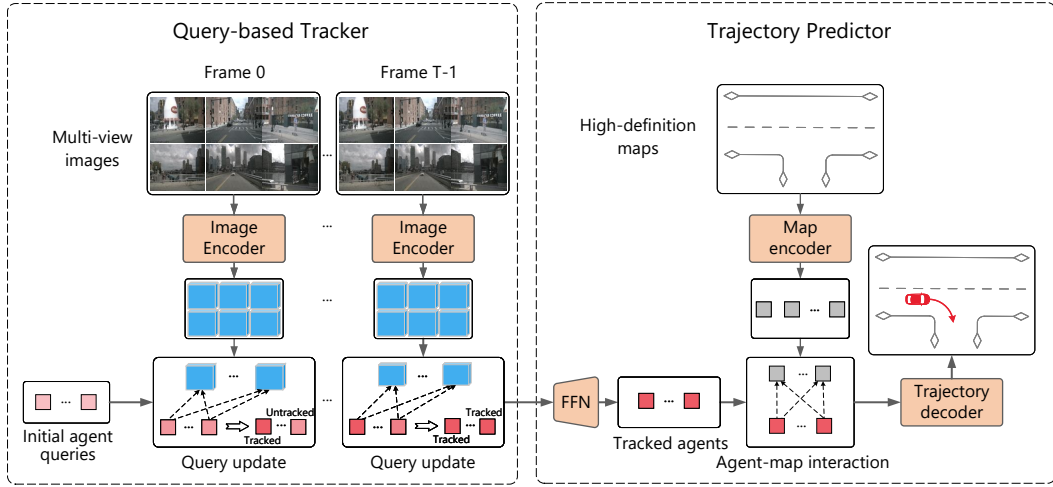 Query-based Tracker
Frame 0
Frame T-1
Multi-view
images
...
Image
Encoder
...
...
Image
Encoder
...
...
...
...
Initial agent
queries
...
...
Untracked
...
Tracked
Query update
...
...
...
Tracked
...
Tracked
Query update
Trajectory Predictor
High-definition
maps
Map
encoder
...
FFN
...
Tracked agents
...
...
Agent-map interaction
Trajectory
decoder